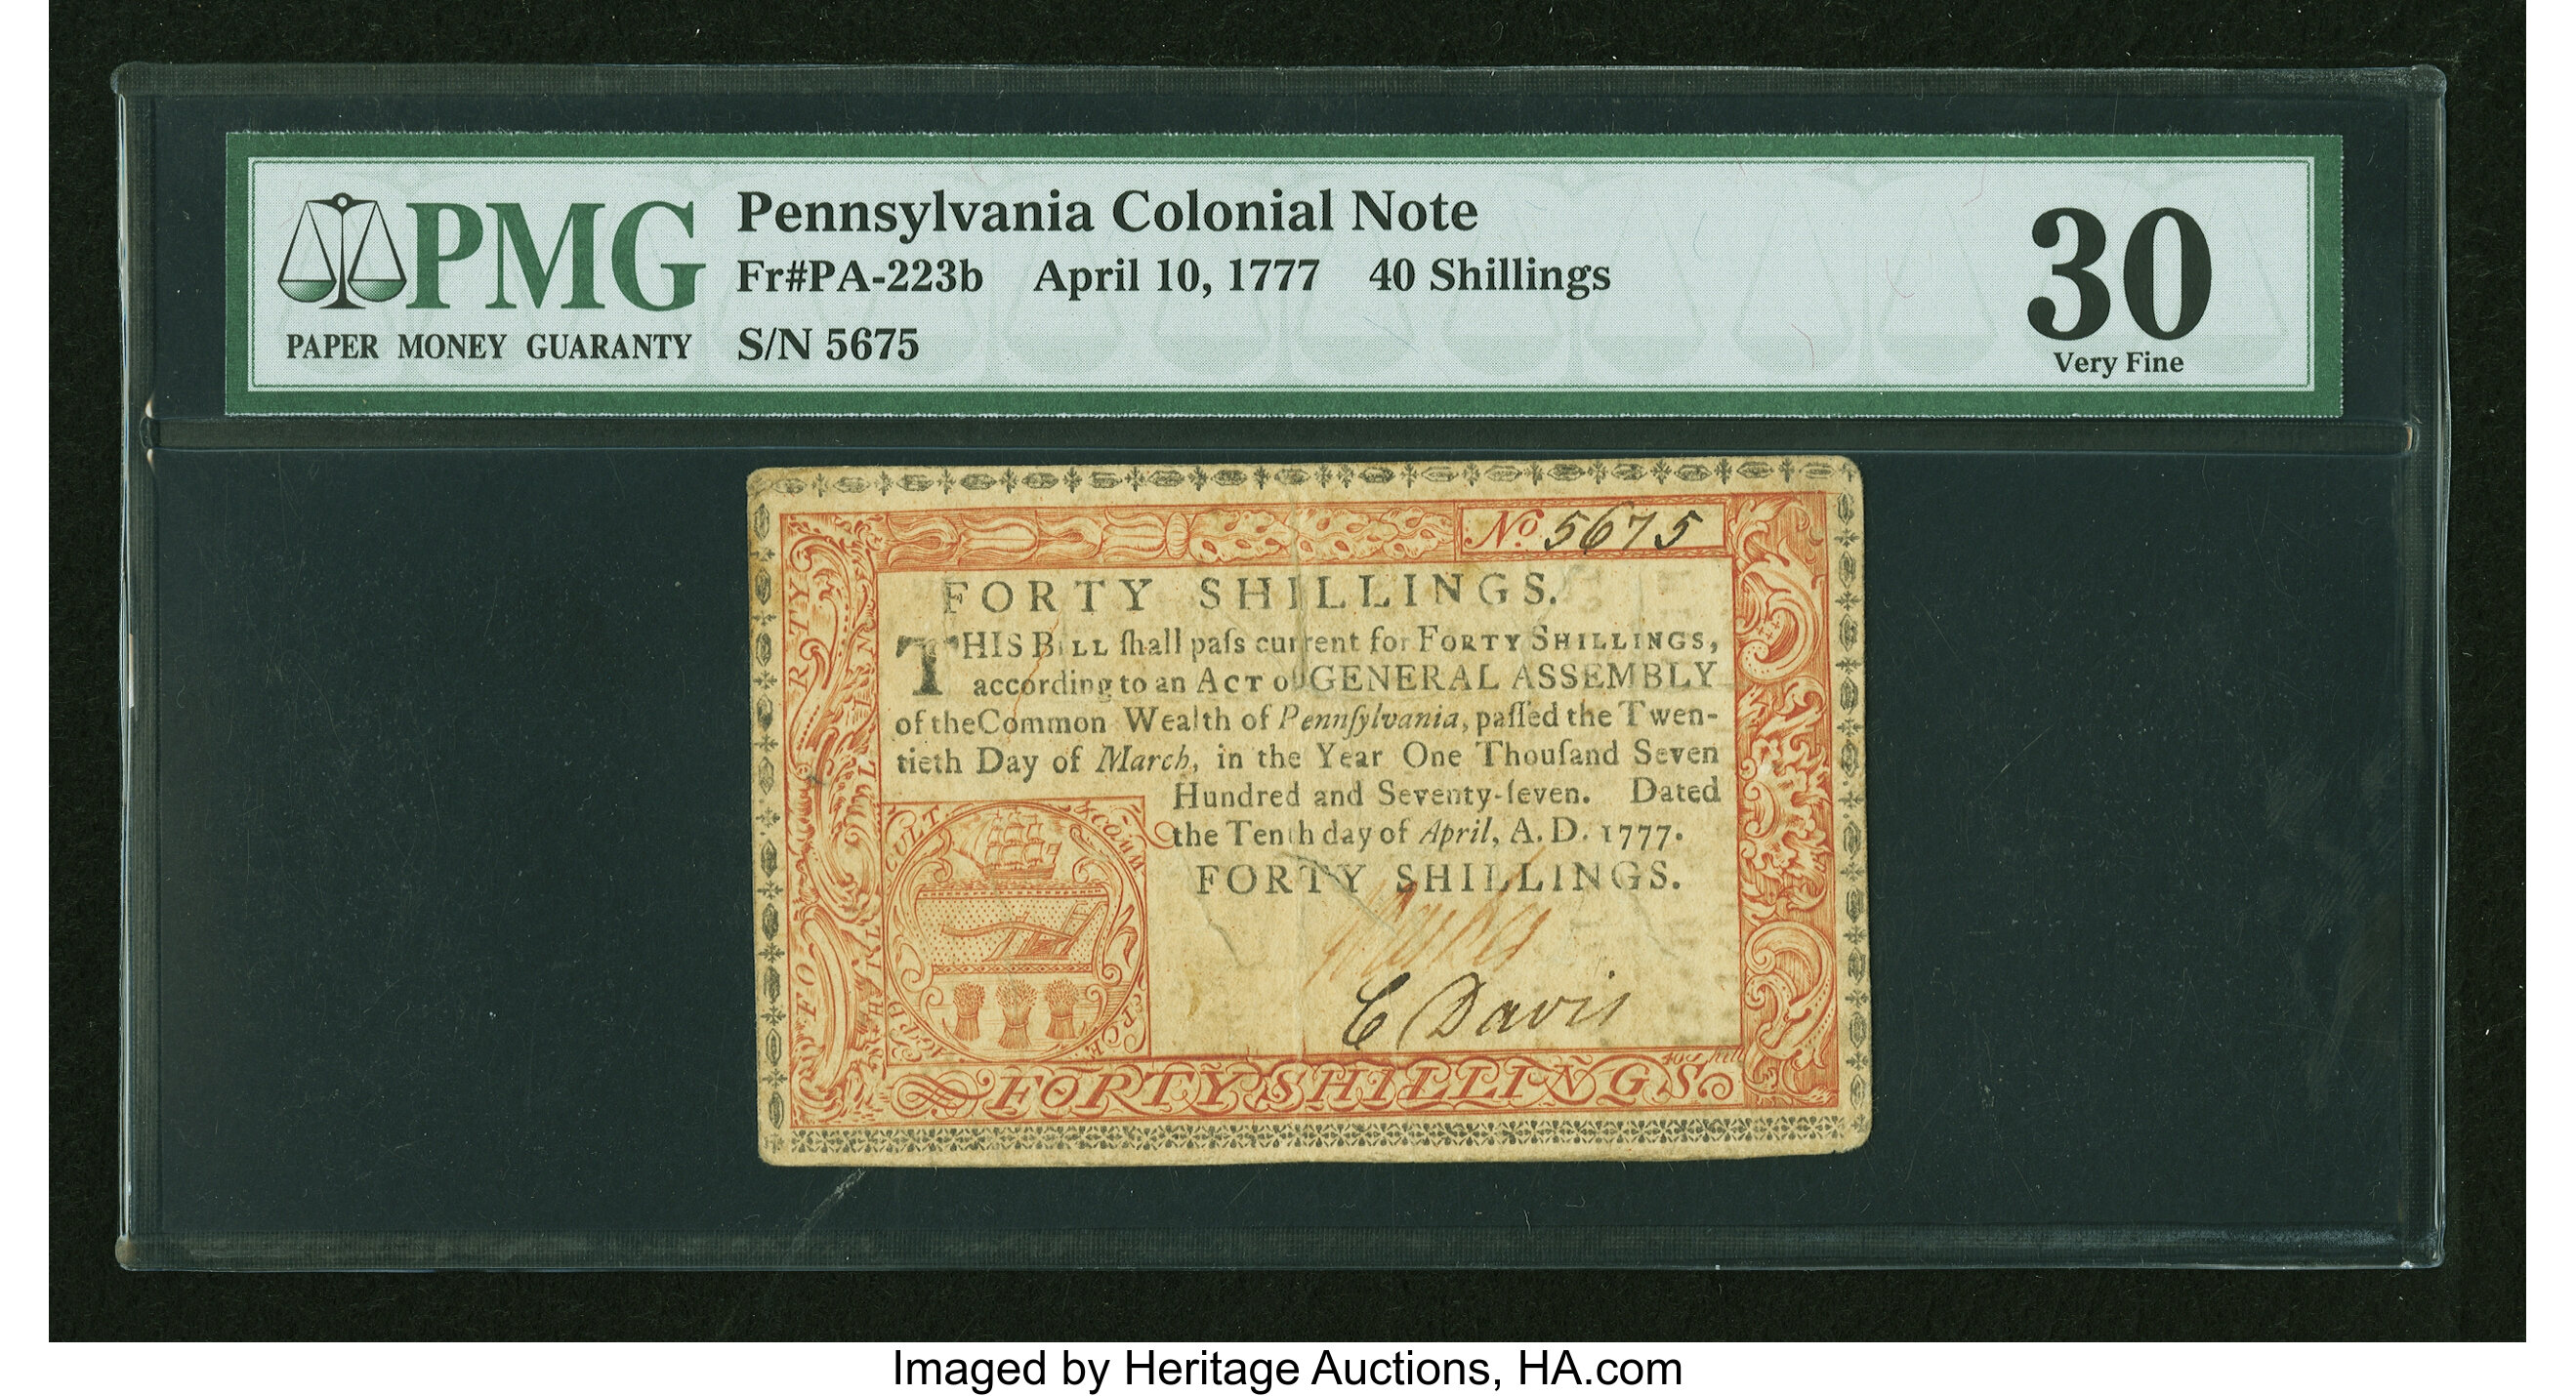 PMG
PAPER MONEY GUARANTY
Pennsylvania Colonial Note
Fr#PA-223b April 10, 1777 40 Shillings
S/N 5675
30
Very Fine
No. 5675
FORTY SHILLINGS.
THIS BILL ſhall paſs current for FORTY SHILLINGS,
according to an ACT of GENERAL ASSEMBLY
of the Common Wealth of Pennſylvania, paſſed the Twen-
tieth Day of March, in the Year One Thouſand Seven
Hundred and Seventy-ſeven. Dated
the Tenth day of April, A. D. 1777.
FORTY SHILLINGS.
C Davis
FORTY SHILLINGS
Imaged by Heritage Auctions, HA.com